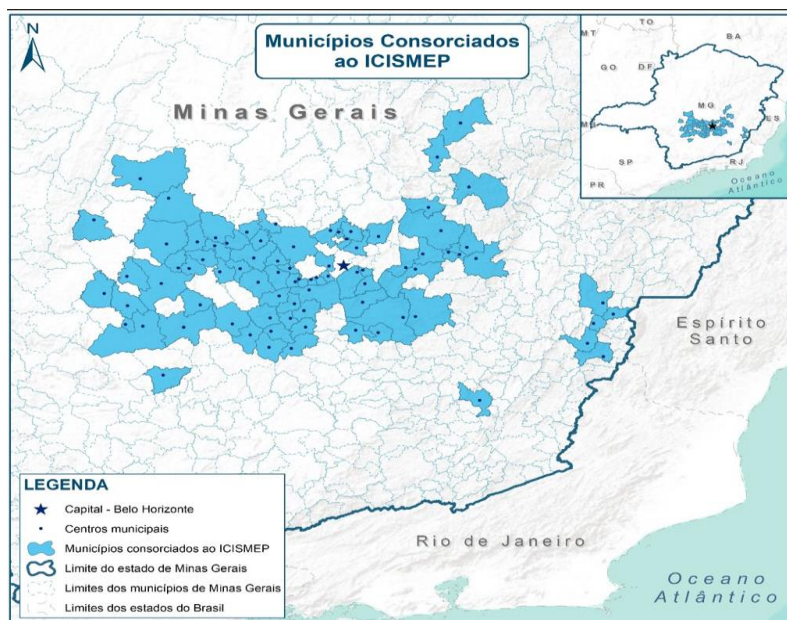 N
Municípios Consorciados
ao ICISMEP
Minas Gerais
TO
MT
BA
GO
DF
MG
ES
SP
RJ
PR
Oceano
Atlântico
Espírito
Santo
Rio de Janeiro
Oceano
Atlântico
LEGENDA
Capital - Belo Horizonte
Centros municipais
Municípios consorciados ao ICISMEP
Limite do estado de Minas Gerais
Limites dos municípios de Minas Gerais
Limites dos estados do Brasil